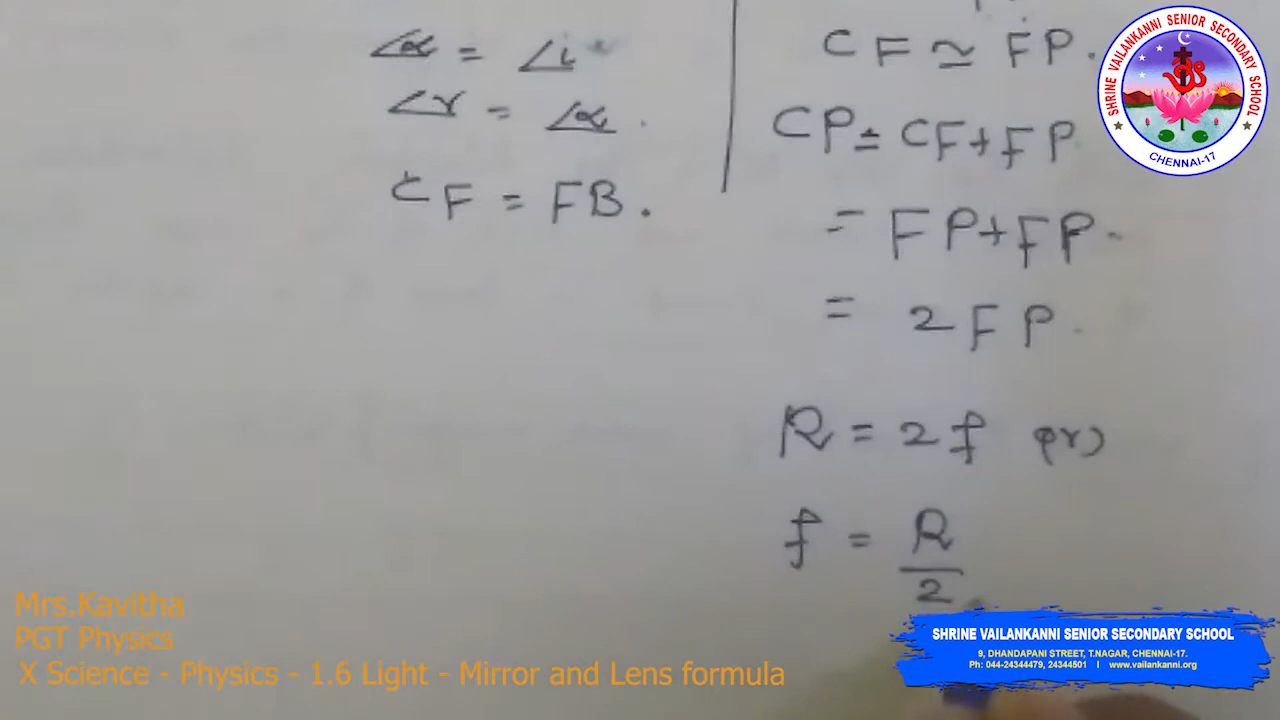 ∠α = ∠i
∠r = ∠α.
CF = FB.
CF ≃ FP.
CP = CF + FP
= FP + FP.
= 2FP.
R = 2f (or)
f = R/2
SHRINE VAILANKANNI SENIOR SECONDARY SCHOOL
CHENNAI-17
Mrs.Kavitha
PGT Physics
X Science - Physics - 1.6 Light - Mirror and Lens formula
SHRINE VAILANKANNI SENIOR SECONDARY SCHOOL
9, DHANDAPANI STREET, T.NAGAR, CHENNAI-17.
Ph: 044-24344479, 24344501 | www.vailankanni.org